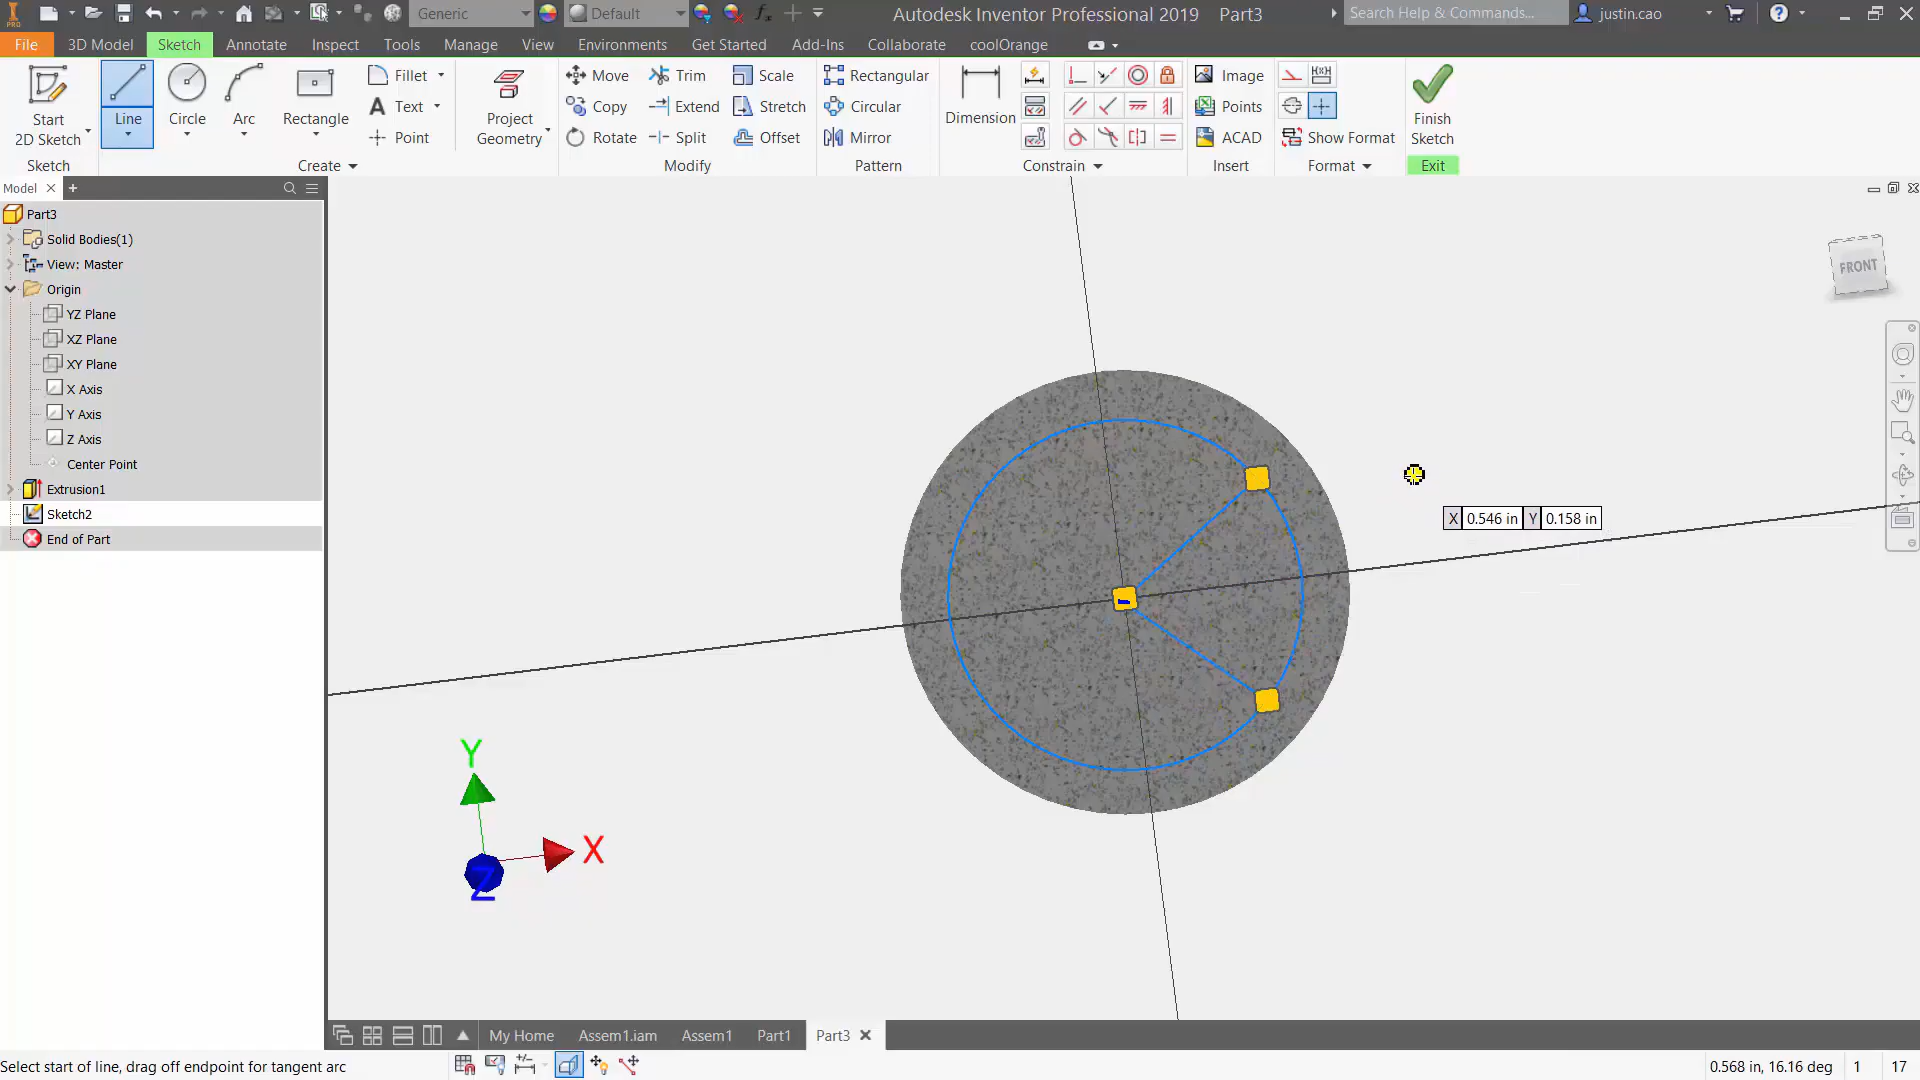 PRO
Generic
Default
fx
Autodesk Inventor Professional 2019 Part3
Search Help & Commands...
justin.cao
File 3D Model Sketch Annotate Inspect Tools Manage View Environments Get Started Add-Ins Collaborate coolOrange
Start 2D Sketch
Line
Circle
Arc
Rectangle
Fillet
Text
Point
Project Geometry
Move
Copy
Rotate
Trim
Extend
Split
Scale
Stretch
Offset
Rectangular
Circular
Mirror
Dimension
Image
Points
ACAD
Show Format
Finish Sketch
Sketch Create Modify Pattern Constrain Insert Format Exit
Model
Part3
Solid Bodies(1)
View: Master
Origin
YZ Plane
XZ Plane
XY Plane
X Axis
Y Axis
Z Axis
Center Point
Extrusion1
Sketch2
End of Part
FRONT
X 0.546 in Y 0.158 in
Y
X
Z
My Home Assem1.iam Assem1 Part1 Part3
Select start of line, drag off endpoint for tangent arc
0.568 in, 16.16 deg 1 17